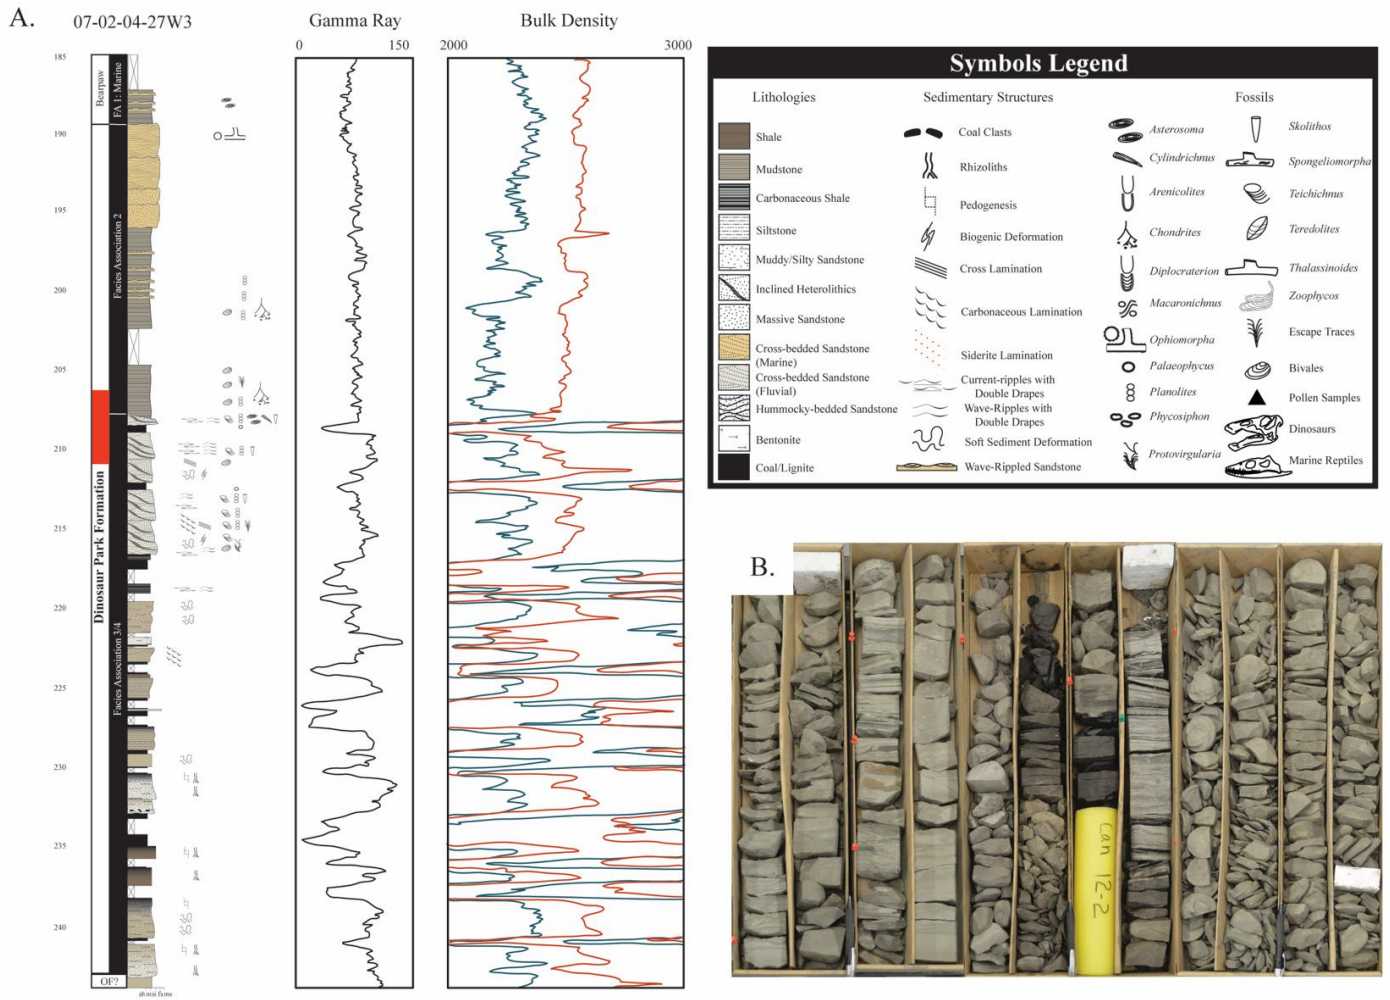 A.
07-02-04-27W3
Gamma Ray
0 150
Bulk Density
2000 3000
185
190
195
200
205
210
215
220
225
230
235
240
Bearpaw
FA 1: Marine
Facies Association 2
Dinosaur Park Formation
Facies Association 3/4
OF?
Symbols Legend
Lithologies
Shale
Mudstone
Carbonaceous Shale
Siltstone
Muddy/Silty Sandstone
Inclined Heterolithics
Massive Sandstone
Cross-bedded Sandstone
(Marine)
Cross-bedded Sandstone
(Fluvial)
Hummocky-bedded Sandstone
Bentonite
Coal/Lignite
Sedimentary Structures
Coal Clasts
Rhizoliths
Pedogenesis
Biogenic Deformation
Cross Lamination
Carbonaceous Lamination
Siderite Lamination
Current-ripples with
Double Drapes
Wave-Ripples with
Double Drapes
Soft Sediment Deformation
Wave-Rippled Sandstone
Fossils
Asterosoma
Cylindrichnus
Arenicolites
Chondrites
Diplocraterion
Macaronichnus
Ophiomorpha
Palaeophycus
Planolites
Phycosiphon
Protovirgularia
Skolithos
Spongeliomorpha
Teichichnus
Teredolites
Thalassinoides
Zoophycos
Escape Traces
Bivales
Pollen Samples
Dinosaurs
Marine Reptiles
B.
Can 12-2